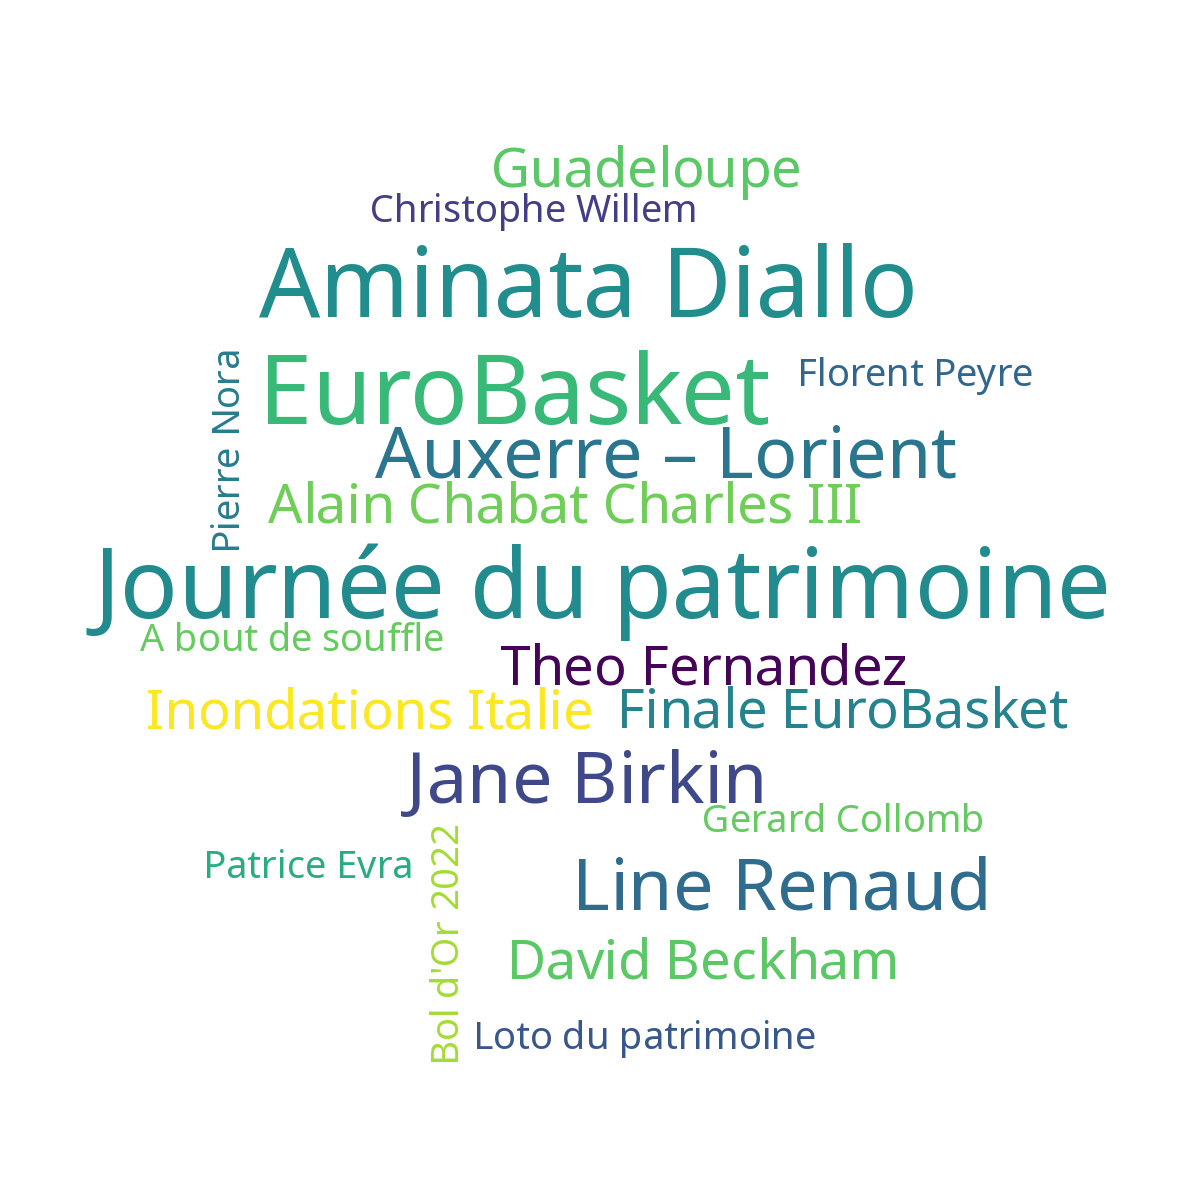 Guadeloupe
Christophe Willem
Aminata Diallo
EuroBasket
Florent Peyre
Pierre Nora
Auxerre – Lorient
Alain Chabat Charles III
Journée du patrimoine
A bout de souffle
Theo Fernandez
Inondations Italie
Finale EuroBasket
Jane Birkin
Gerard Collomb
Patrice Evra
Bol d'Or 2022
Line Renaud
David Beckham
Loto du patrimoine